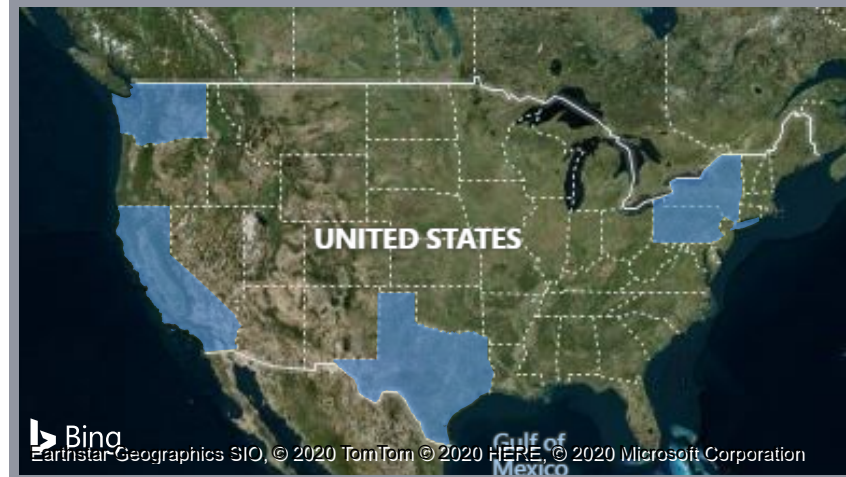 UNITED STATES
Bing
Gulf of
Mexico
Earthstar Geographics SIO, © 2020 TomTom © 2020 HERE, © 2020 Microsoft Corporation